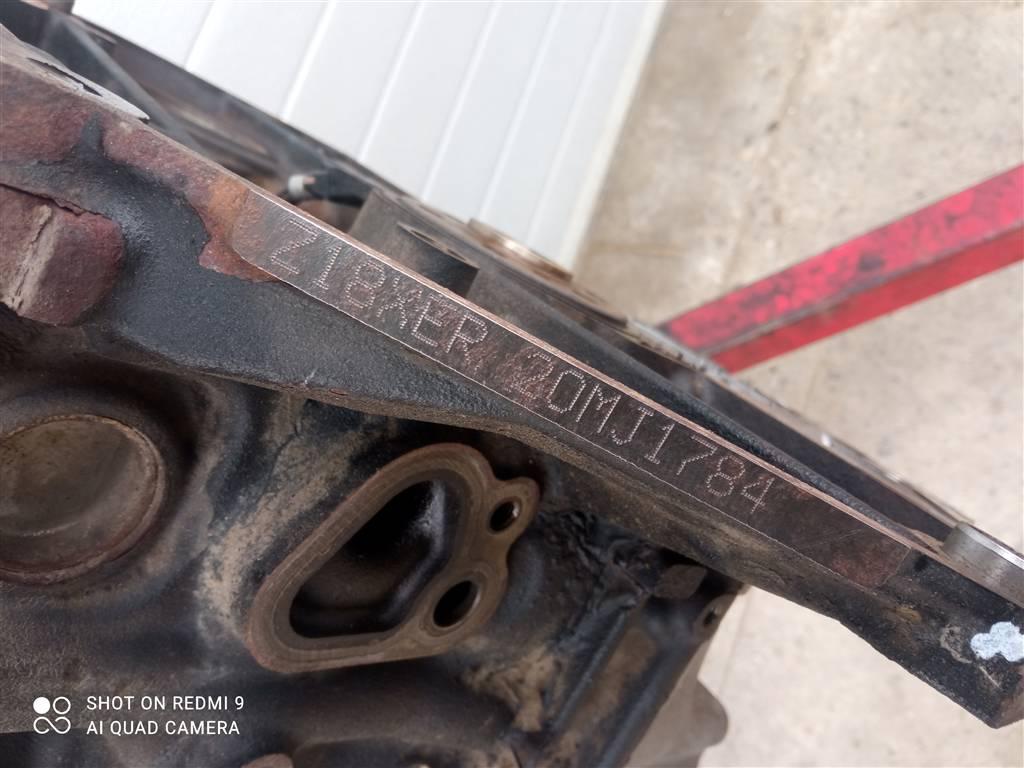 Z18XER 20MJ1784
SHOT ON REDMI 9
AI QUAD CAMERA